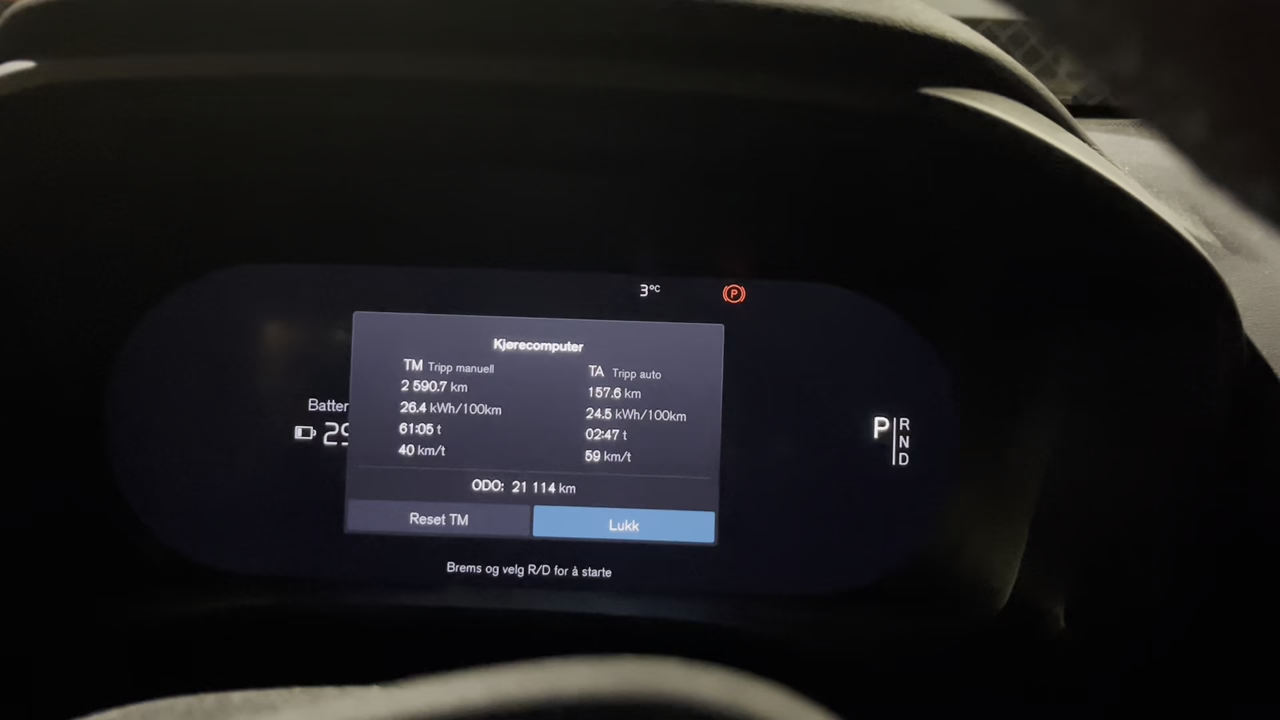 3°C
P
Kjørecomputer
TM Tripp manuell
2 590.7 km
26.4 kWh/100km
61:05 t
40 km/t
TA Tripp auto
157.6 km
24.5 kWh/100km
02:47 t
59 km/t
ODO: 21 114 km
Reset TM
Lukk
Batter
29
P
R
N
D
Brems og velg R/D for å starte